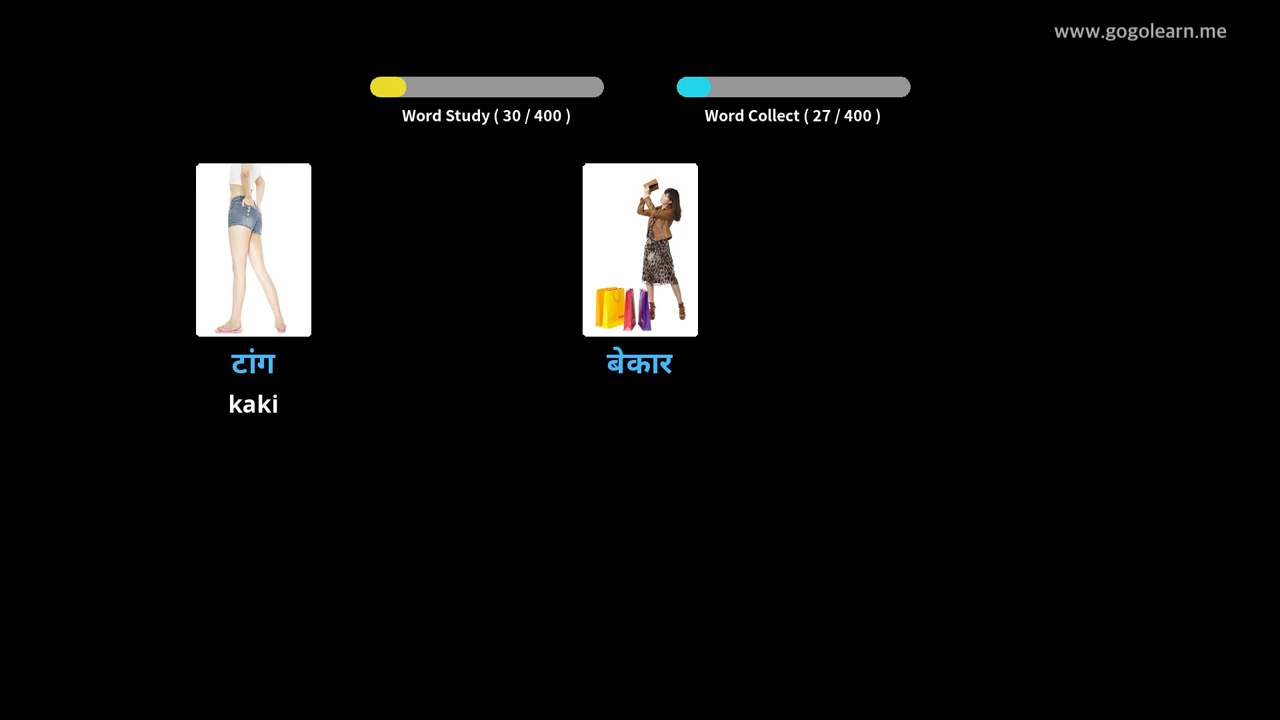 www.gogolearn.me
Word Study ( 30 / 400 )
Word Collect ( 27 / 400 )
टांग
बेकार
kaki